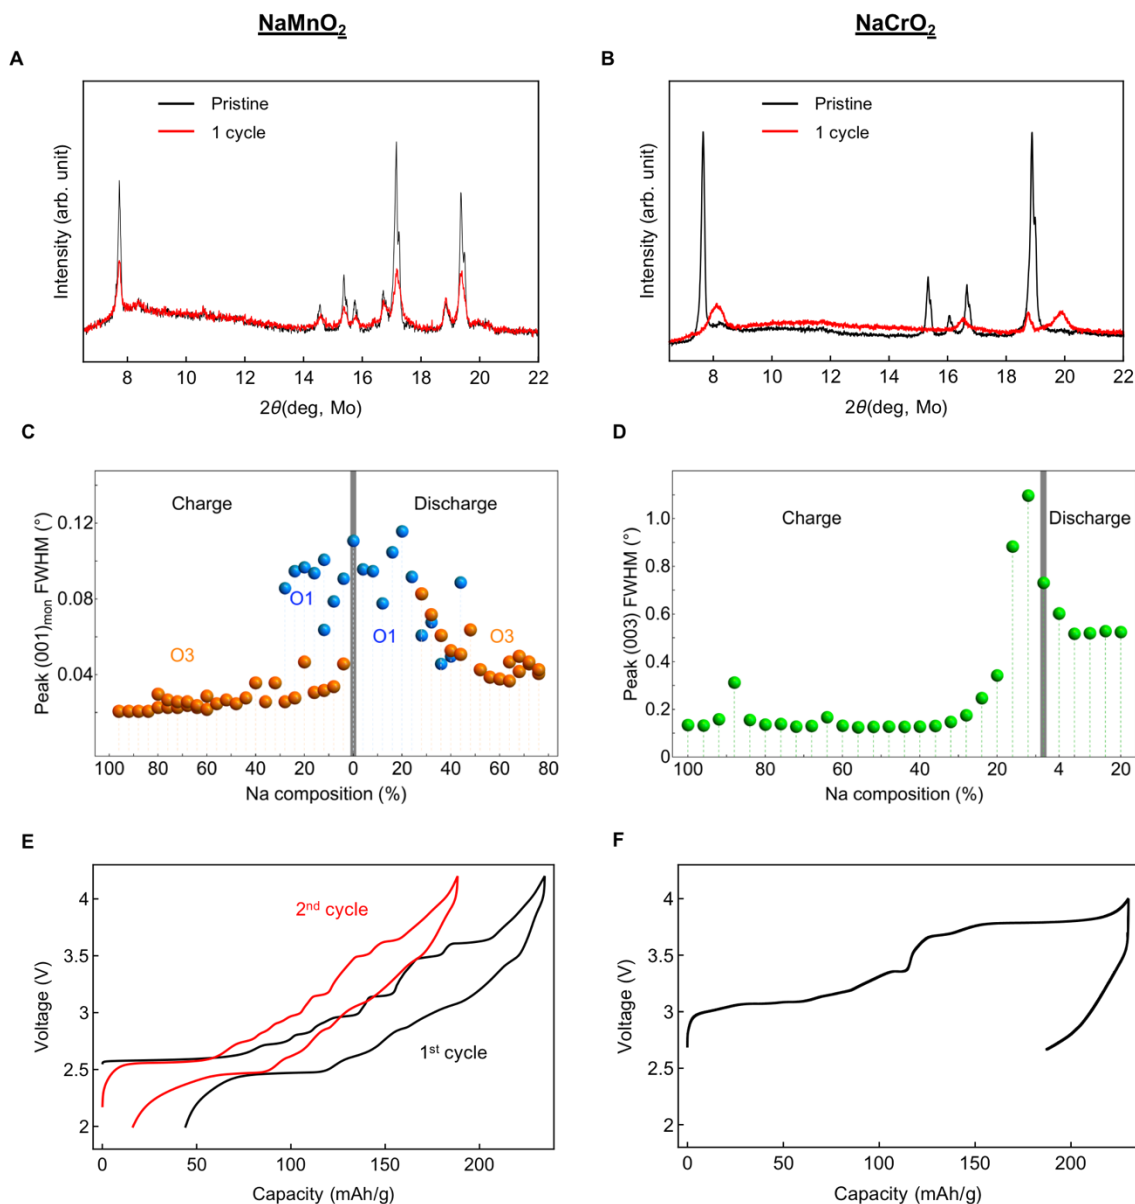 NaMnO₂
NaCrO₂
A
B
Pristine
1 cycle
Intensity (arb. unit)
8 10 12 14 16 18 20 22
2θ(deg, Mo)
Pristine
1 cycle
Intensity (arb. unit)
8 10 12 14 16 18 20 22
2θ(deg, Mo)
C
D
Charge
Discharge
O1
O1
O3
O3
Peak (001)mon FWHM (°)
0.12
0.08
0.04
100 80 60 40 20 0 20 40 60 80
Na composition (%)
Charge
Discharge
Peak (003) FWHM (°)
1.0
0.8
0.6
0.4
0.2
0
100 80 60 40 20 4 20
Na composition (%)
E
F
2nd cycle
1st cycle
Voltage (V)
4
3.5
3
2.5
2
0 50 100 150 200
Capacity (mAh/g)
Voltage (V)
4
3.5
3
2.5
2
0 50 100 150 200
Capacity (mAh/g)